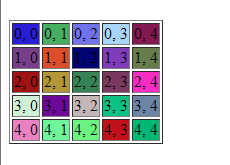 0, 0 0, 1 0, 2 0, 3 0, 4
1, 0 1, 1 1, 2 1, 3 1, 4
2, 0 2, 1 2, 2 2, 3 2, 4
3, 0 3, 1 3, 2 3, 3 3, 4
4, 0 4, 1 4, 2 4, 3 4, 4